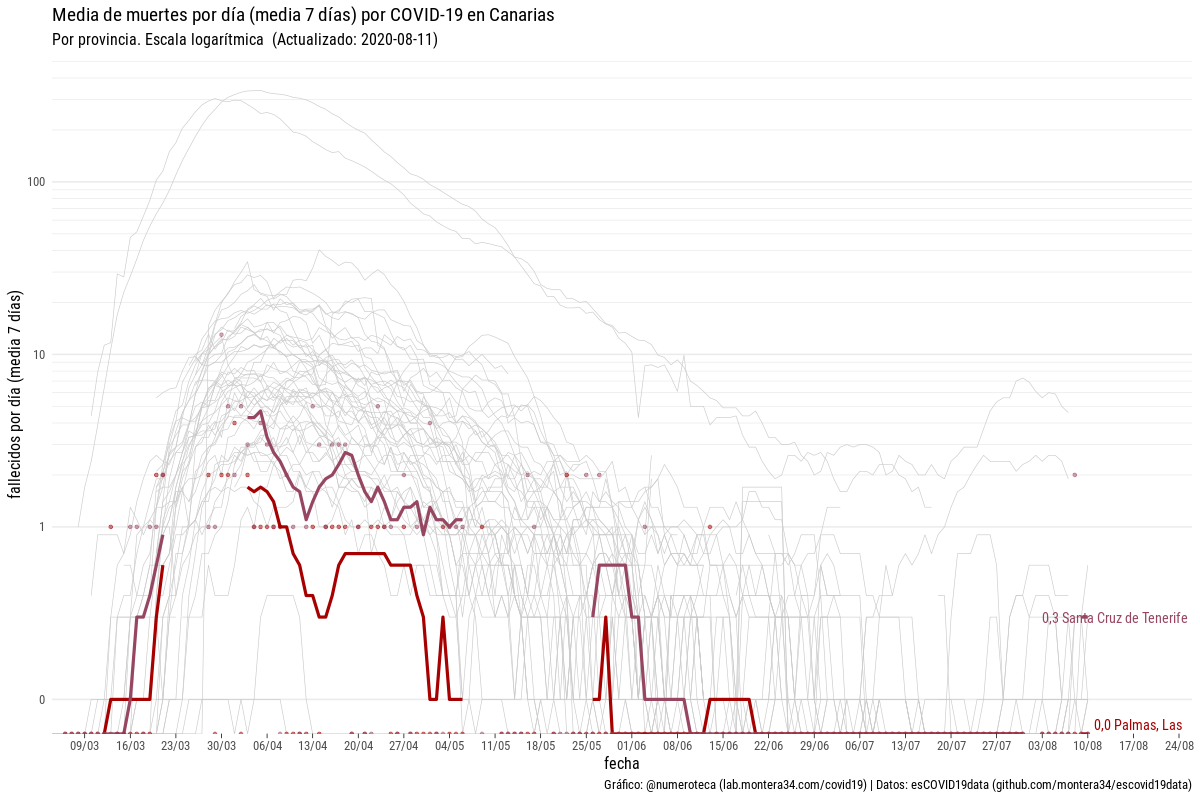 Media de muertes por día (media 7 días) por COVID-19 en Canarias
Por provincia. Escala logarítmica  (Actualizado: 2020-08-11)
fallecidos por día (media 7 días)
100
10
1
0
0,3 Santa Cruz de Tenerife
0,0 Palmas, Las
09/03 16/03 23/03 30/03 06/04 13/04 20/04 27/04 04/05 11/05 18/05 25/05 01/06 08/06 15/06 22/06 29/06 06/07 13/07 20/07 27/07 03/08 10/08 17/08 24/08
fecha
Gráfico: @numeroteca (lab.montera34.com/covid19) | Datos: esCOVID19data (github.com/montera34/escovid19data)